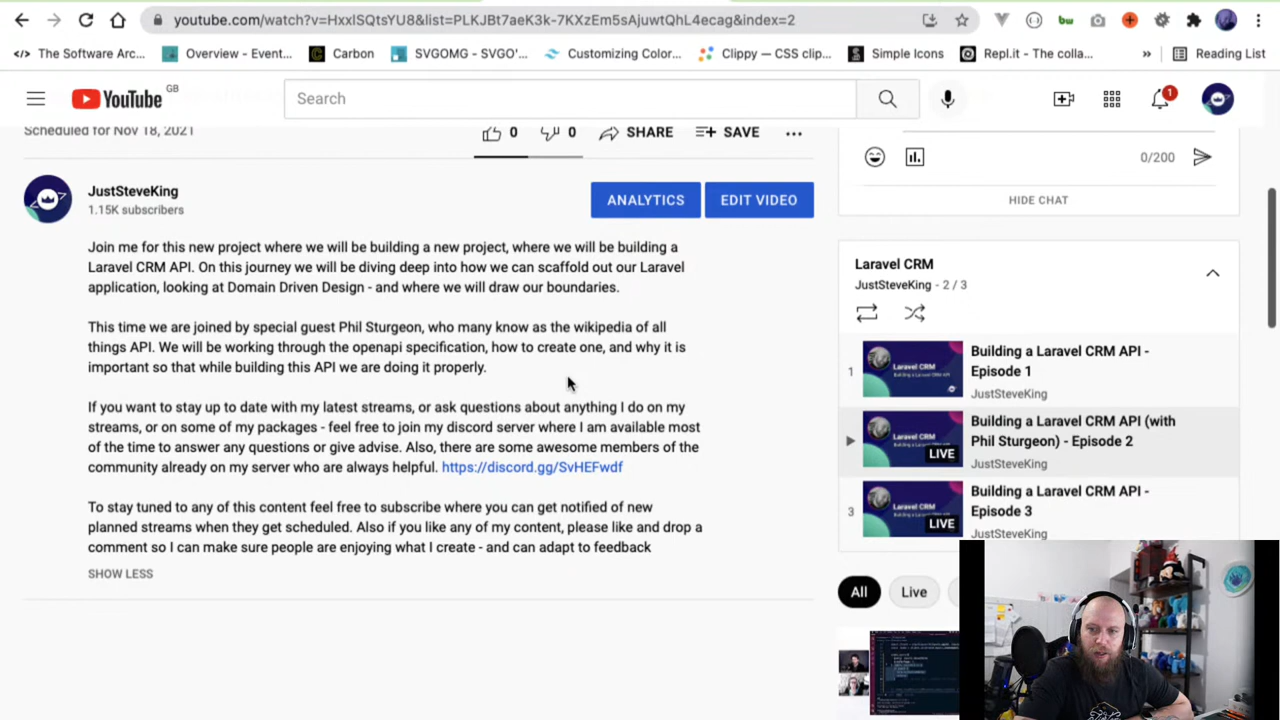 youtube.com/watch?v=HxxISQtsYU8&list=PLKJBt7aeK3k-7KXzEm5sAjuwtQhL4ecag&index=2
The Software Arc...
Overview - Event...
Carbon
SVGOMG - SVGO'...
Customizing Color...
Clippy — CSS clip...
Simple Icons
Repl.it - The colla...
»
Reading List
YouTube GB
Search
1
Scheduled for Nov 18, 2021
0
0
SHARE
SAVE
0/200
HIDE CHAT
JustSteveKing
1.15K subscribers
ANALYTICS
EDIT VIDEO
Join me for this new project where we will be building a new project, where we will be building a
Laravel CRM API. On this journey we will be diving deep into how we can scaffold out our Laravel
application, looking at Domain Driven Design - and where we will draw our boundaries.
This time we are joined by special guest Phil Sturgeon, who many know as the wikipedia of all
things API. We will be working through the openapi specification, how to create one, and why it is
important so that while building this API we are doing it properly.
If you want to stay up to date with my latest streams, or ask questions about anything I do on my
streams, or on some of my packages - feel free to join my discord server where I am available most
of the time to answer any questions or give advise. Also, there are some awesome members of the
community already on my server who are always helpful. https://discord.gg/SvHEFwdf
To stay tuned to any of this content feel free to subscribe where you can get notified of new
planned streams when they get scheduled. Also if you like any of my content, please like and drop a
comment so I can make sure people are enjoying what I create - and can adapt to feedback
SHOW LESS
Laravel CRM
JustSteveKing - 2 / 3
1
Laravel CRM
Building a Laravel CRM API
Building a Laravel CRM API -
Episode 1
JustSteveKing
Laravel CRM
LIVE
Building a Laravel CRM API (with
Phil Sturgeon) - Episode 2
JustSteveKing
3
Laravel CRM
LIVE
Building a Laravel CRM API -
Episode 3
JustSteveKing
All
Live